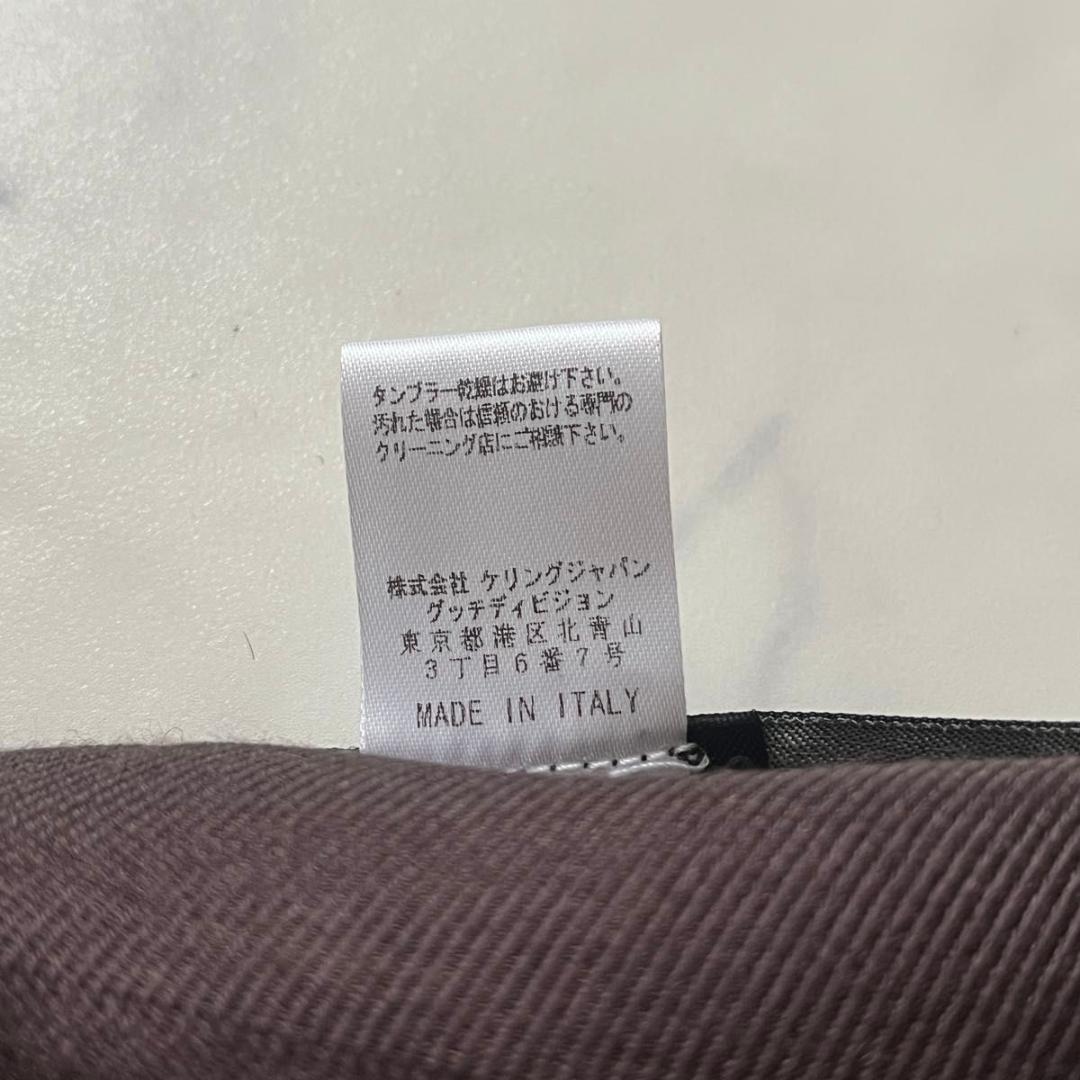 タンブラー乾燥はお避け下さい。
汚れた場合は信頼のおける専門の
クリーニング店にご相談下さい。
株式会社 ケリングジャパン
グッチディビジョン
東京都港区北青山
3丁目6番7号
MADE IN ITALY